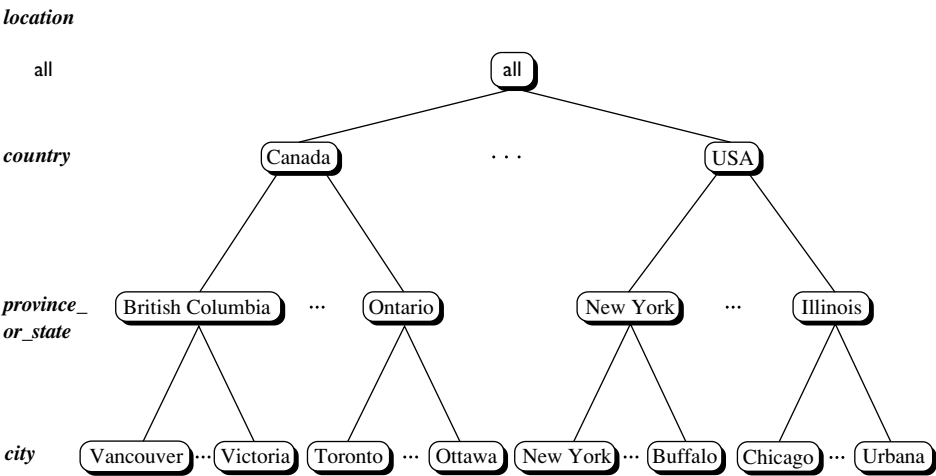 location
all all
country Canada . . . USA
province_ British Columbia ... Ontario New York ... Illinois
or_state
city Vancouver ... Victoria Toronto ... Ottawa New York ... Buffalo Chicago ... Urbana